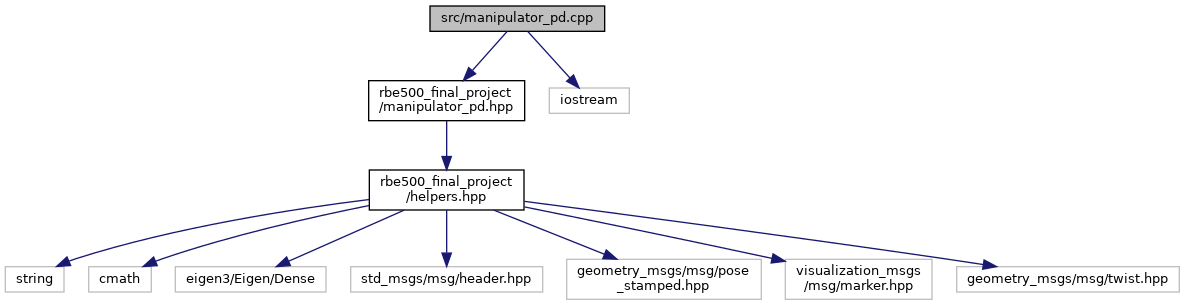 src/manipulator_pd.cpp
rbe500_final_project
/manipulator_pd.hpp
iostream
rbe500_final_project
/helpers.hpp
string
cmath
eigen3/Eigen/Dense
std_msgs/msg/header.hpp
geometry_msgs/msg/pose
_stamped.hpp
visualization_msgs
/msg/marker.hpp
geometry_msgs/msg/twist.hpp